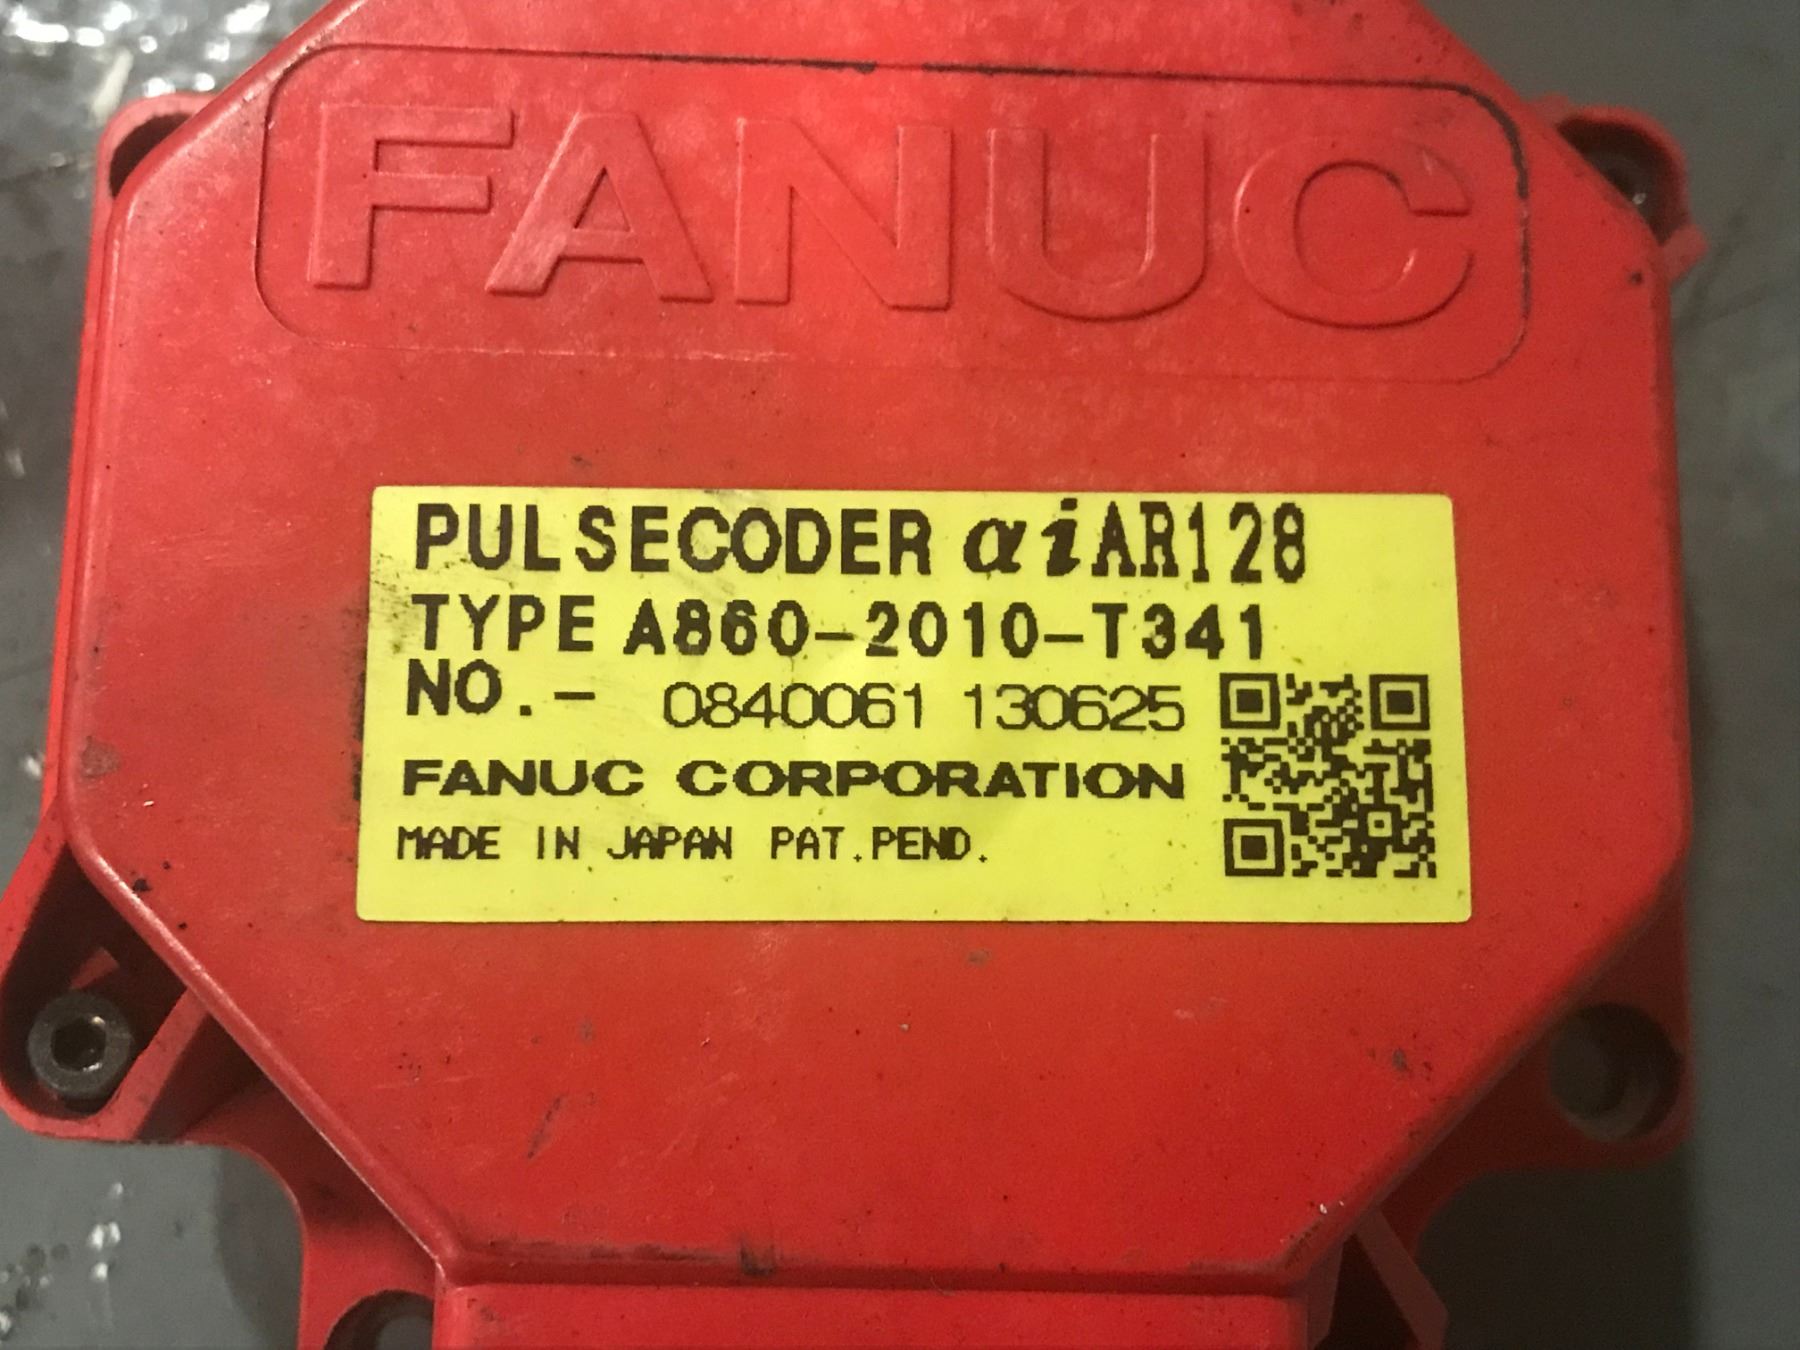 FANUC
PULSECODER αiAR128
TYPE A860-2010-T341
NO.- 0840061 130625
FANUC CORPORATION
MADE IN JAPAN PAT.PEND.